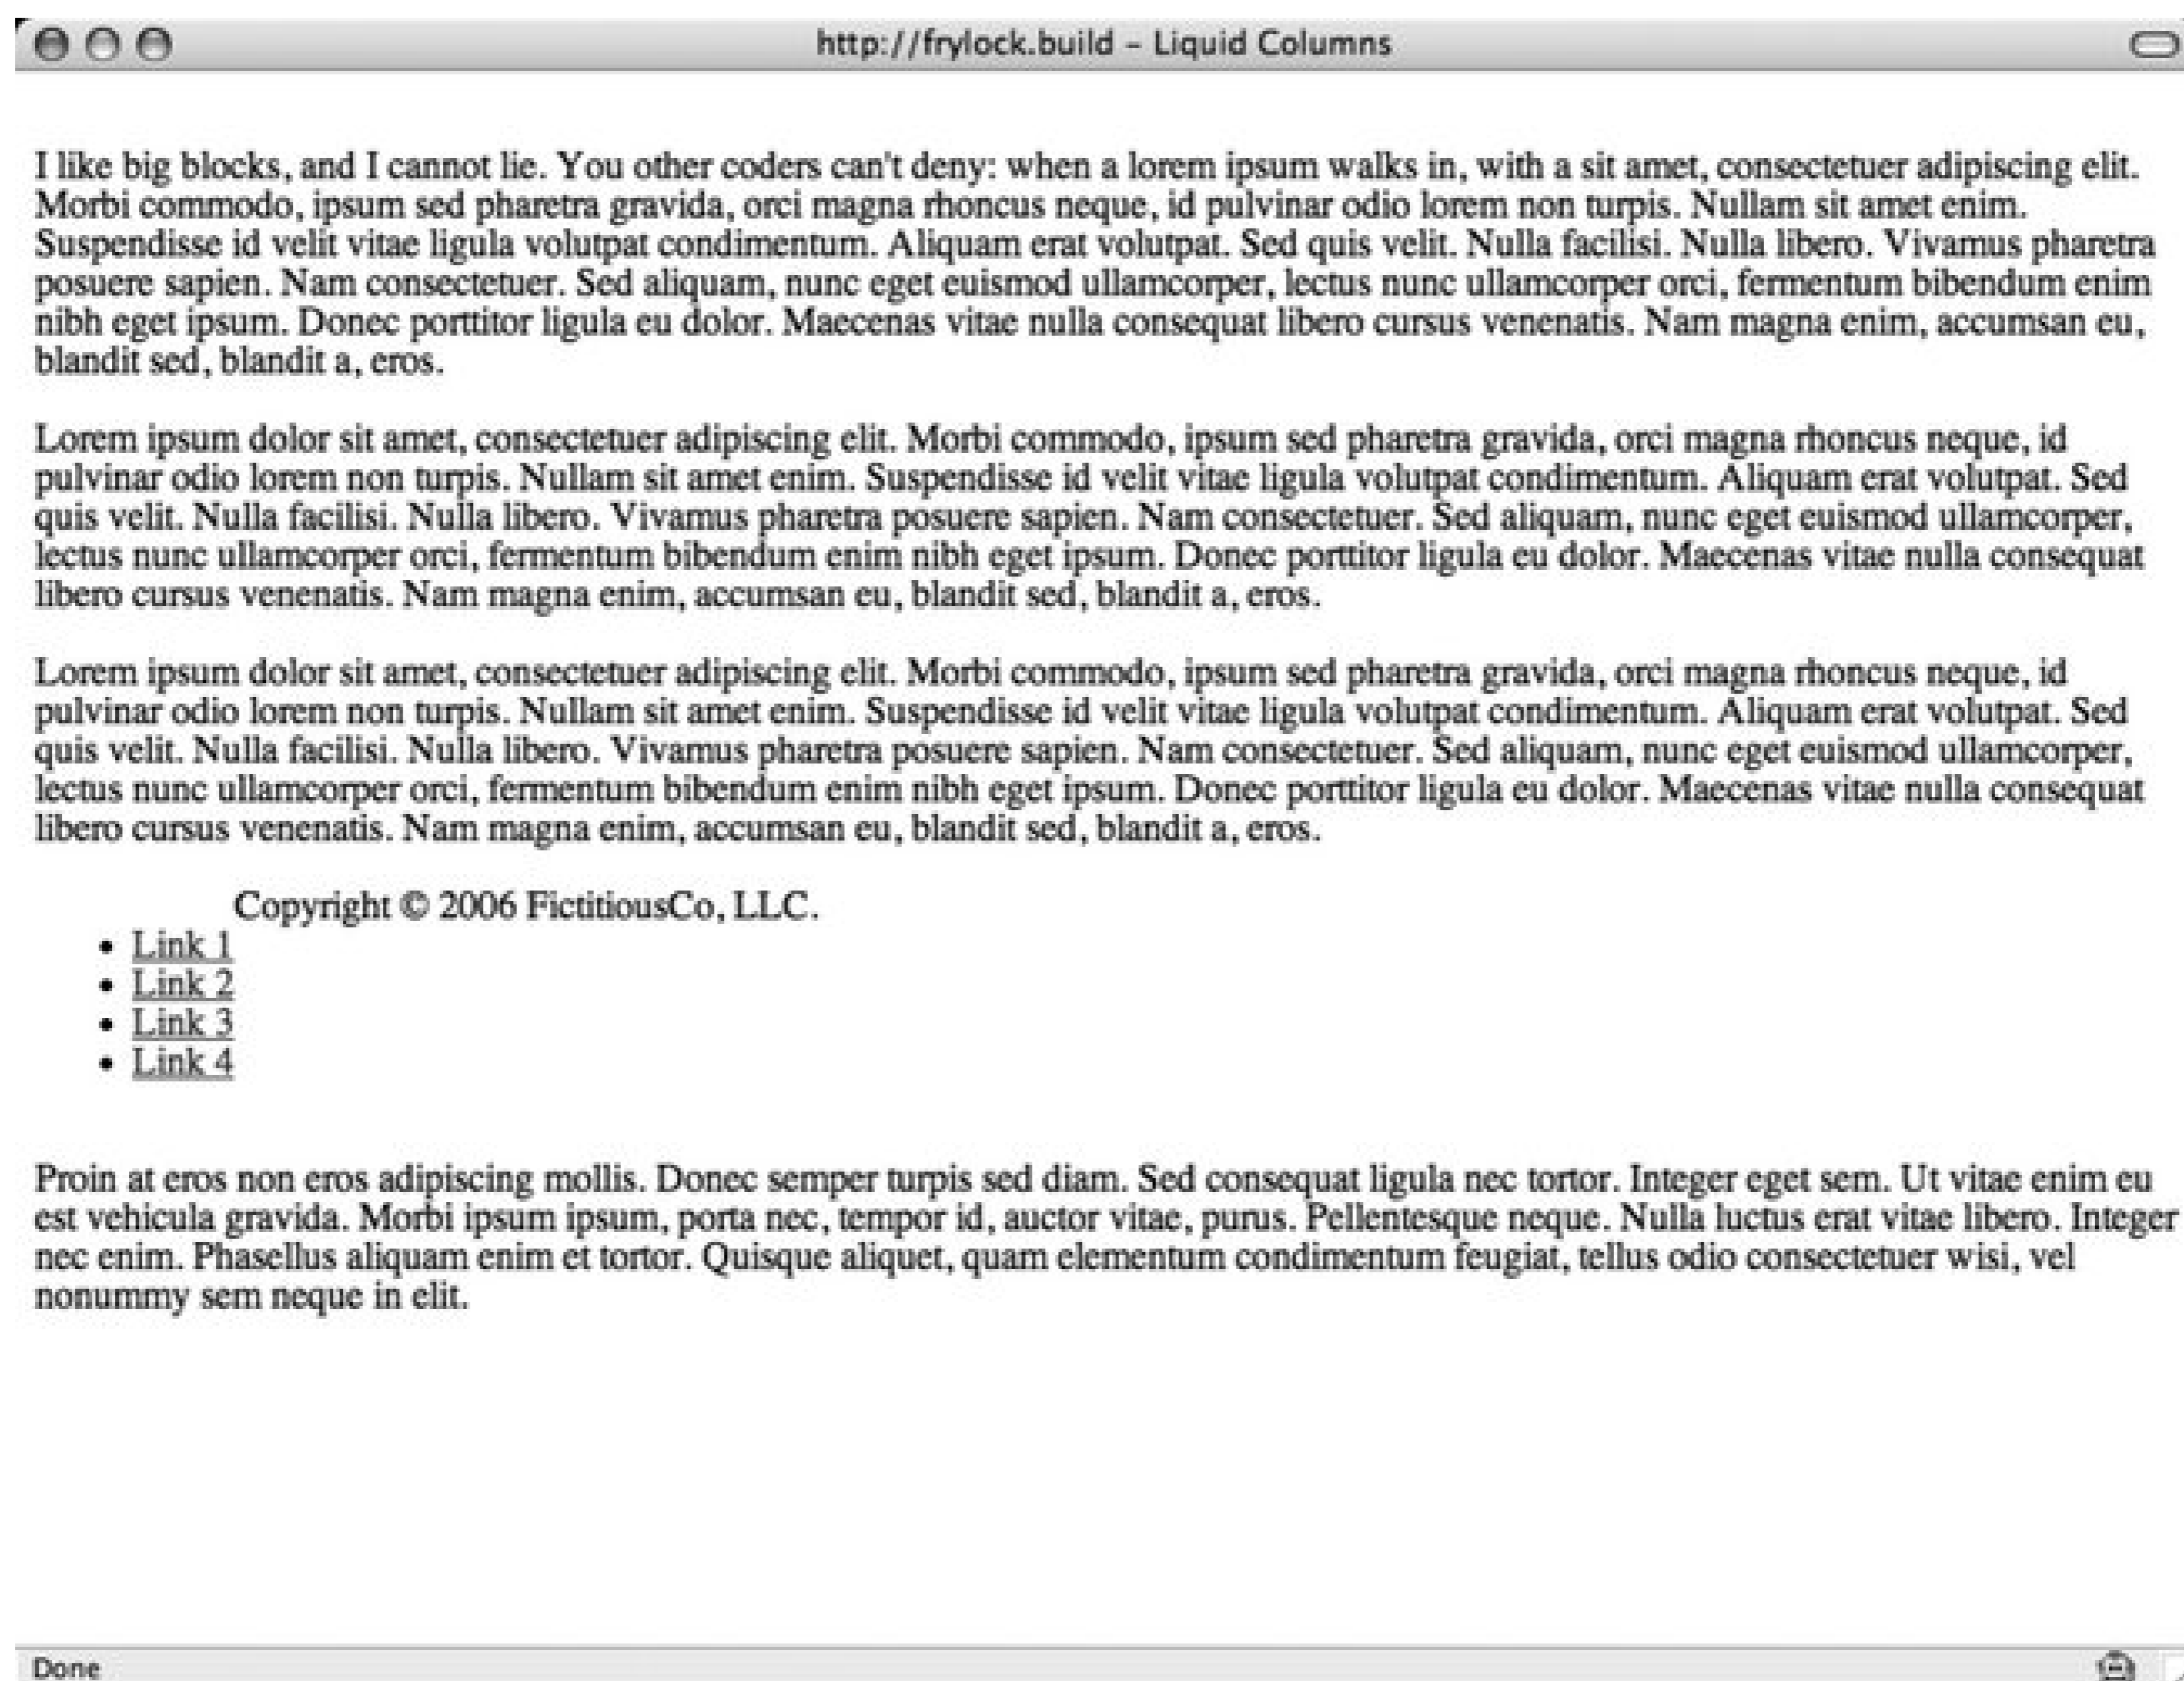 http://frylock.build – Liquid Columns
I like big blocks, and I cannot lie. You other coders can't deny: when a lorem ipsum walks in, with a sit amet, consectetuer adipiscing elit.
Morbi commodo, ipsum sed pharetra gravida, orci magna rhoncus neque, id pulvinar odio lorem non turpis. Nullam sit amet enim.
Suspendisse id velit vitae ligula volutpat condimentum. Aliquam erat volutpat. Sed quis velit. Nulla facilisi. Nulla libero. Vivamus pharetra
posuere sapien. Nam consectetuer. Sed aliquam, nunc eget euismod ullamcorper, lectus nunc ullamcorper orci, fermentum bibendum enim
nibh eget ipsum. Donec porttitor ligula eu dolor. Maecenas vitae nulla consequat libero cursus venenatis. Nam magna enim, accumsan eu,
blandit sed, blandit a, eros.
Lorem ipsum dolor sit amet, consectetuer adipiscing elit. Morbi commodo, ipsum sed pharetra gravida, orci magna rhoncus neque, id
pulvinar odio lorem non turpis. Nullam sit amet enim. Suspendisse id velit vitae ligula volutpat condimentum. Aliquam erat volutpat. Sed
quis velit. Nulla facilisi. Nulla libero. Vivamus pharetra posuere sapien. Nam consectetuer. Sed aliquam, nunc eget euismod ullamcorper,
lectus nunc ullamcorper orci, fermentum bibendum enim nibh eget ipsum. Donec porttitor ligula eu dolor. Maecenas vitae nulla consequat
libero cursus venenatis. Nam magna enim, accumsan eu, blandit sed, blandit a, eros.
Lorem ipsum dolor sit amet, consectetuer adipiscing elit. Morbi commodo, ipsum sed pharetra gravida, orci magna rhoncus neque, id
pulvinar odio lorem non turpis. Nullam sit amet enim. Suspendisse id velit vitae ligula volutpat condimentum. Aliquam erat volutpat. Sed
quis velit. Nulla facilisi. Nulla libero. Vivamus pharetra posuere sapien. Nam consectetuer. Sed aliquam, nunc eget euismod ullamcorper,
lectus nunc ullamcorper orci, fermentum bibendum enim nibh eget ipsum. Donec porttitor ligula eu dolor. Maecenas vitae nulla consequat
libero cursus venenatis. Nam magna enim, accumsan eu, blandit sed, blandit a, eros.
Copyright © 2006 FictitiousCo, LLC.
• Link 1
• Link 2
• Link 3
• Link 4
Proin at eros non eros adipiscing mollis. Donec semper turpis sed diam. Sed consequat ligula nec tortor. Integer eget sem. Ut vitae enim eu
est vehicula gravida. Morbi ipsum ipsum, porta nec, tempor id, auctor vitae, purus. Pellentesque neque. Nulla luctus erat vitae libero. Integer
nec enim. Phasellus aliquam enim et tortor. Quisque aliquet, quam elementum condimentum feugiat, tellus odio consectetuer wisi, vel
nonummy sem neque in elit.
Done